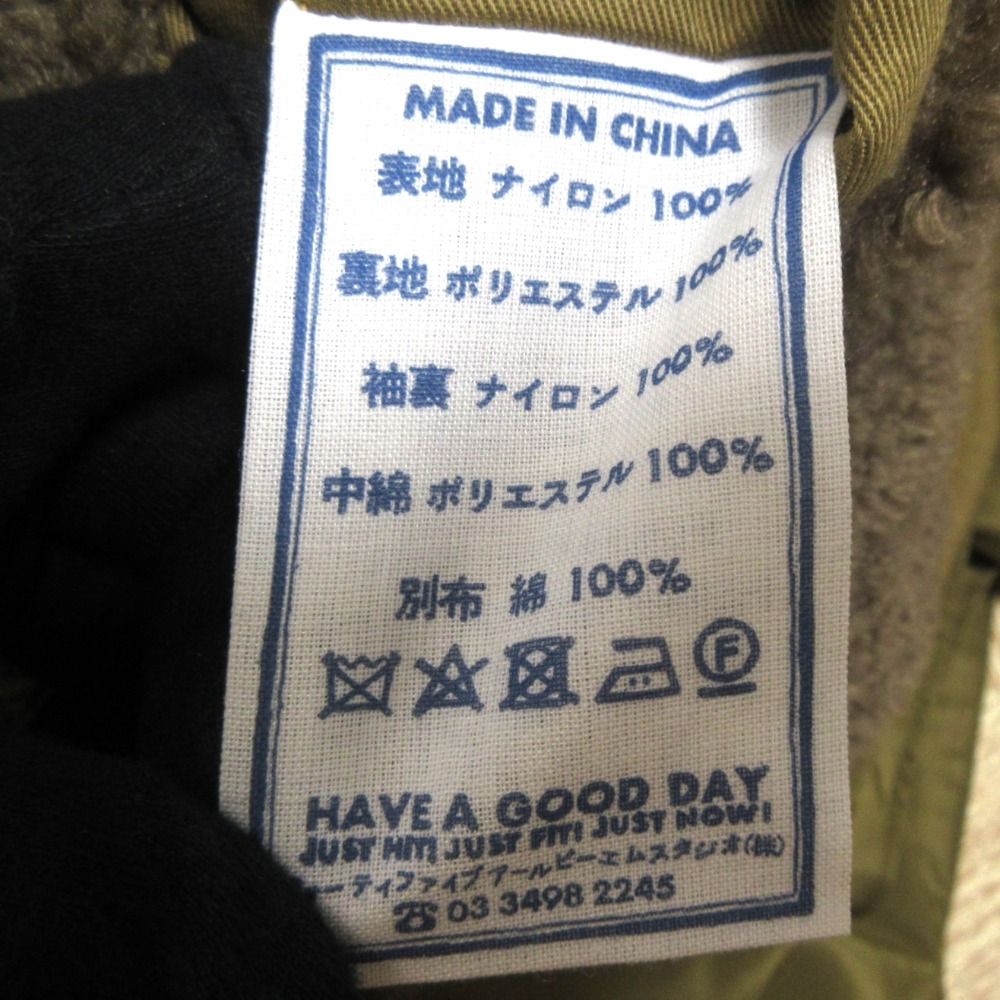 MADE IN CHINA
表地 ナイロン 100%
裏地 ポリエステル 100%
袖裏 ナイロン 100%
中綿 ポリエステル 100%
別布 綿 100%
F
HAVE A GOOD DAY
JUST HIT! JUST FIT! JUST NOW!
ーティファイブアールピーエムスタジオ(株)
☎ 03 3498 2245